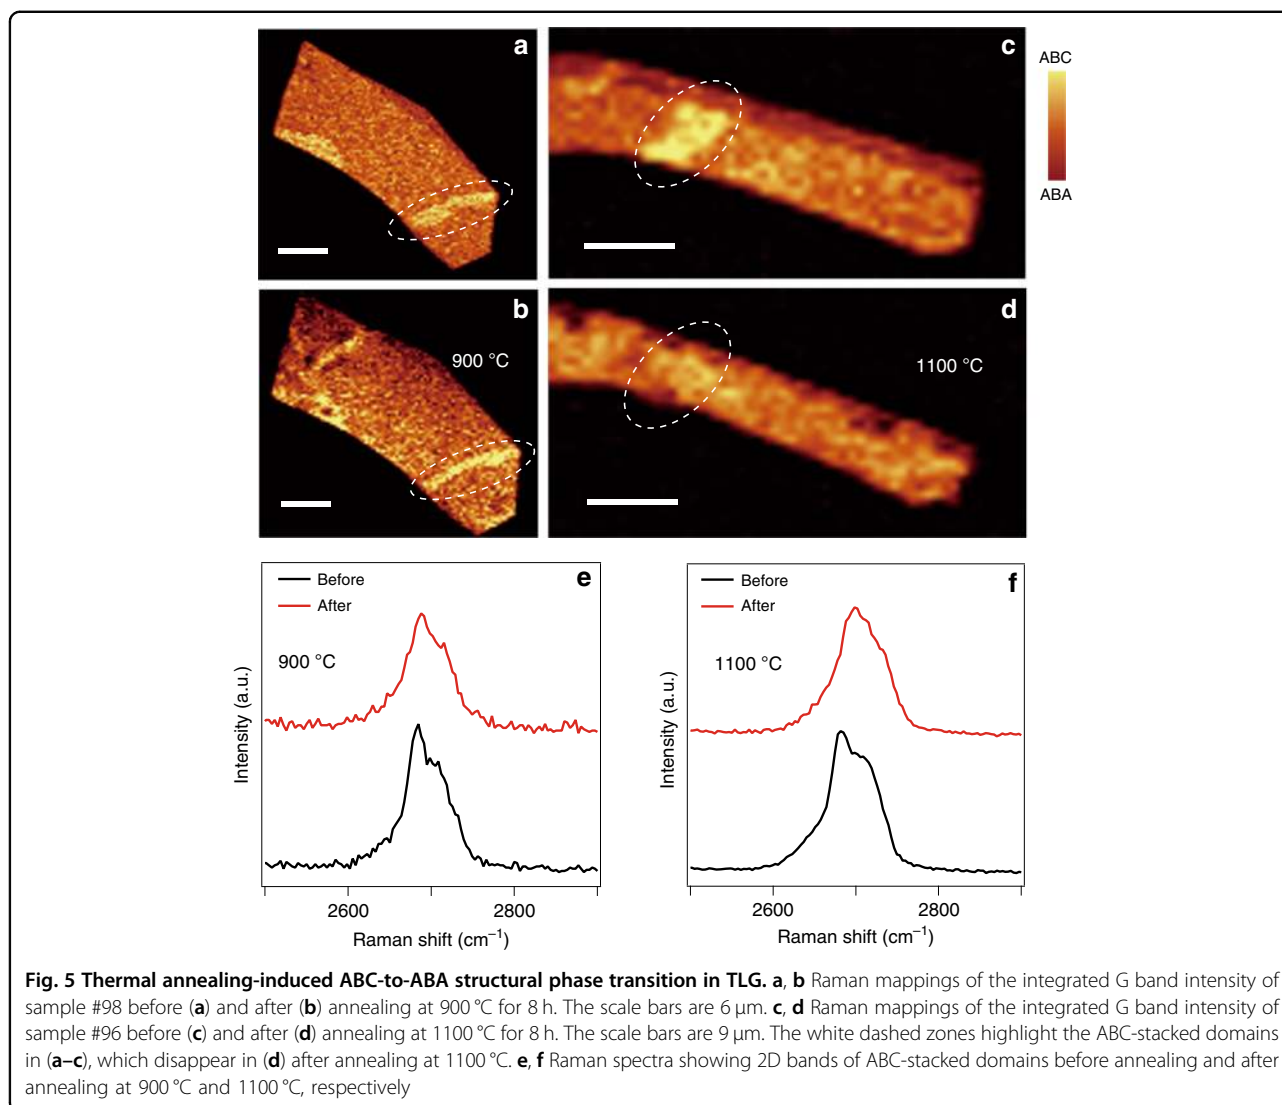 a
c
ABC
ABA
b
900 °C
d
1100 °C
Before
After
e
900 °C
Intensity (a.u.)
2600
2800
Raman shift (cm⁻¹)
Before
After
f
1100 °C
Intensity (a.u.)
2600
2800
Raman shift (cm⁻¹)
Fig. 5 Thermal annealing-induced ABC-to-ABA structural phase transition in TLG. a, b Raman mappings of the integrated G band intensity of
sample #98 before (a) and after (b) annealing at 900 °C for 8 h. The scale bars are 6 μm. c, d Raman mappings of the integrated G band intensity of
sample #96 before (c) and after (d) annealing at 1100 °C for 8 h. The scale bars are 9 μm. The white dashed zones highlight the ABC-stacked domains
in (a–c), which disappear in (d) after annealing at 1100 °C. e, f Raman spectra showing 2D bands of ABC-stacked domains before annealing and after
annealing at 900 °C and 1100 °C, respectively